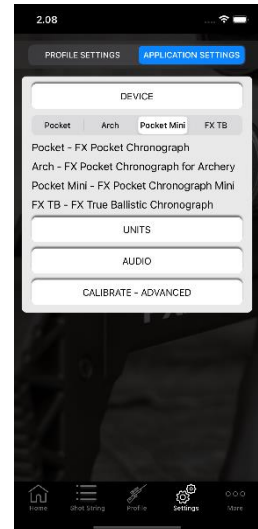 2.08
PROFILE SETTINGS APPLICATION SETTINGS
DEVICE
Pocket Arch Pocket Mini FX TB
Pocket - FX Pocket Chronograph
Arch - FX Pocket Chronograph for Archery
Pocket Mini - FX Pocket Chronograph Mini
FX TB - FX True Ballistic Chronograph
UNITS
AUDIO
CALIBRATE - ADVANCED
Home Shot String Profile Settings More